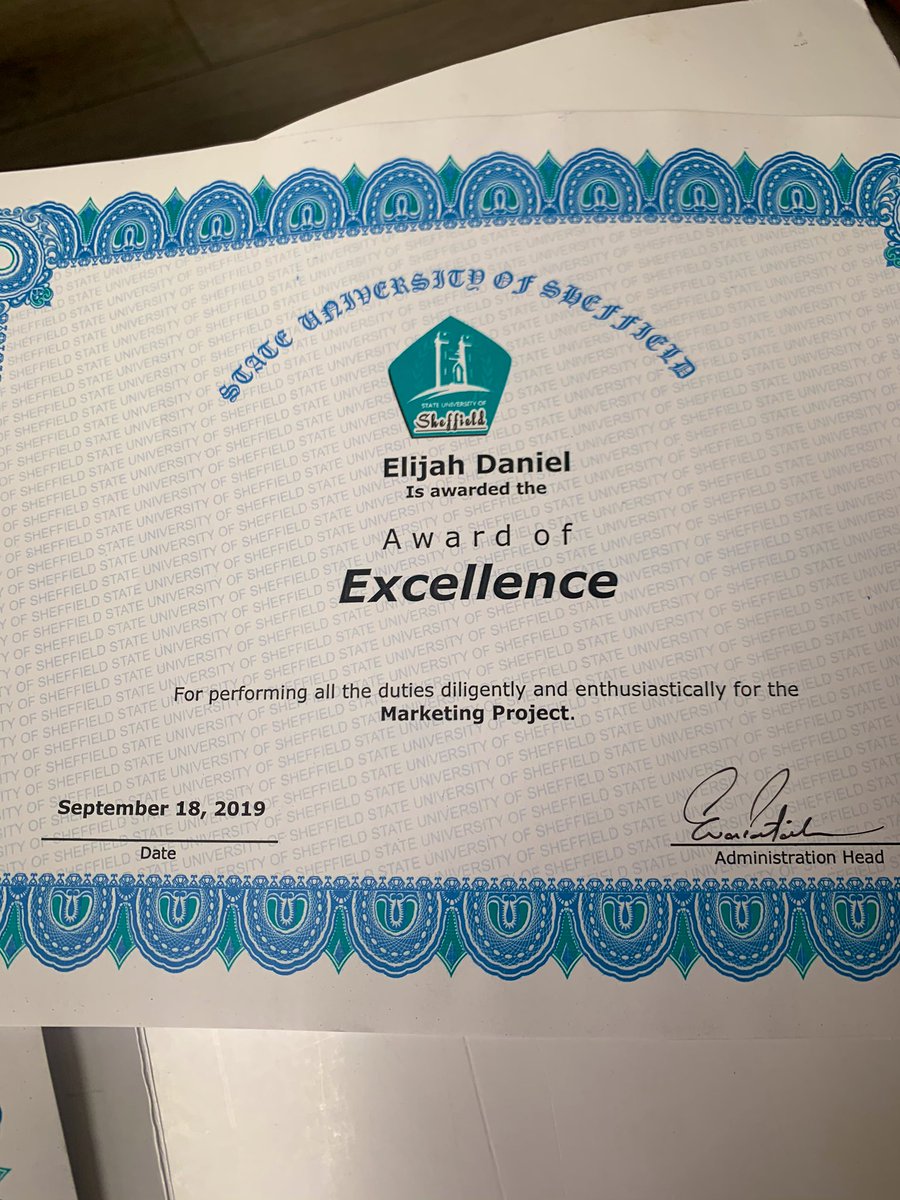 STATE UNIVERSITY OF SHEFFIELD
STATE UNIVERSITY OF
Sheffield
Elijah Daniel
Is awarded the
Award of
Excellence
For performing all the duties diligently and enthusiastically for the
Marketing Project.
September 18, 2019
Date
Administration Head